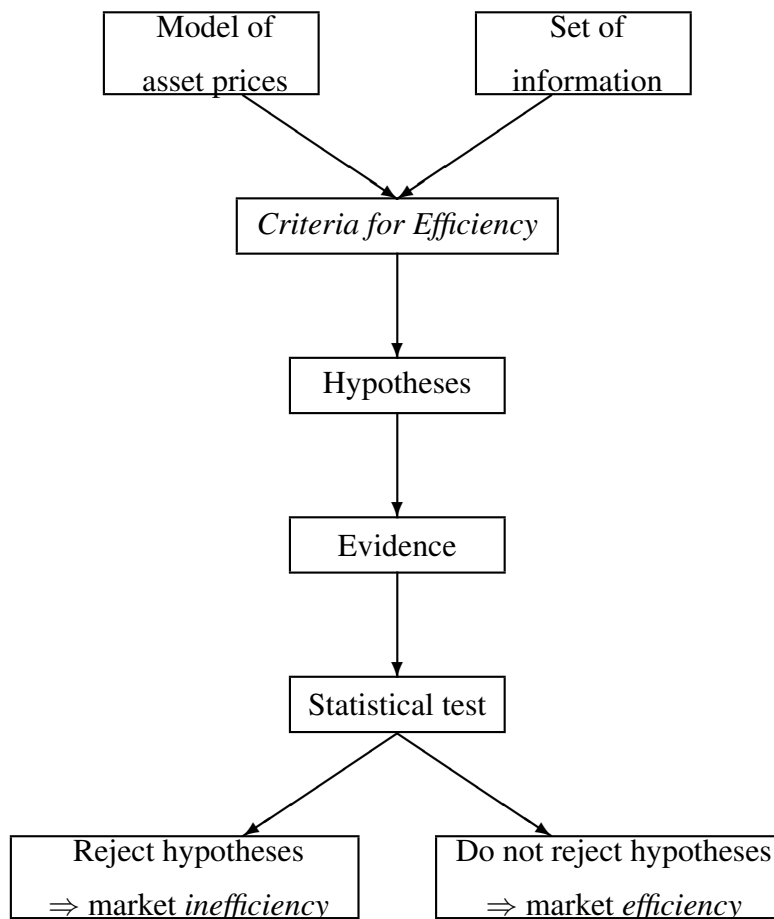 Model of
asset prices
Set of
information
Criteria for Efficiency
Hypotheses
Evidence
Statistical test
Reject hypotheses
⇒ market inefficiency
Do not reject hypotheses
⇒ market efficiency